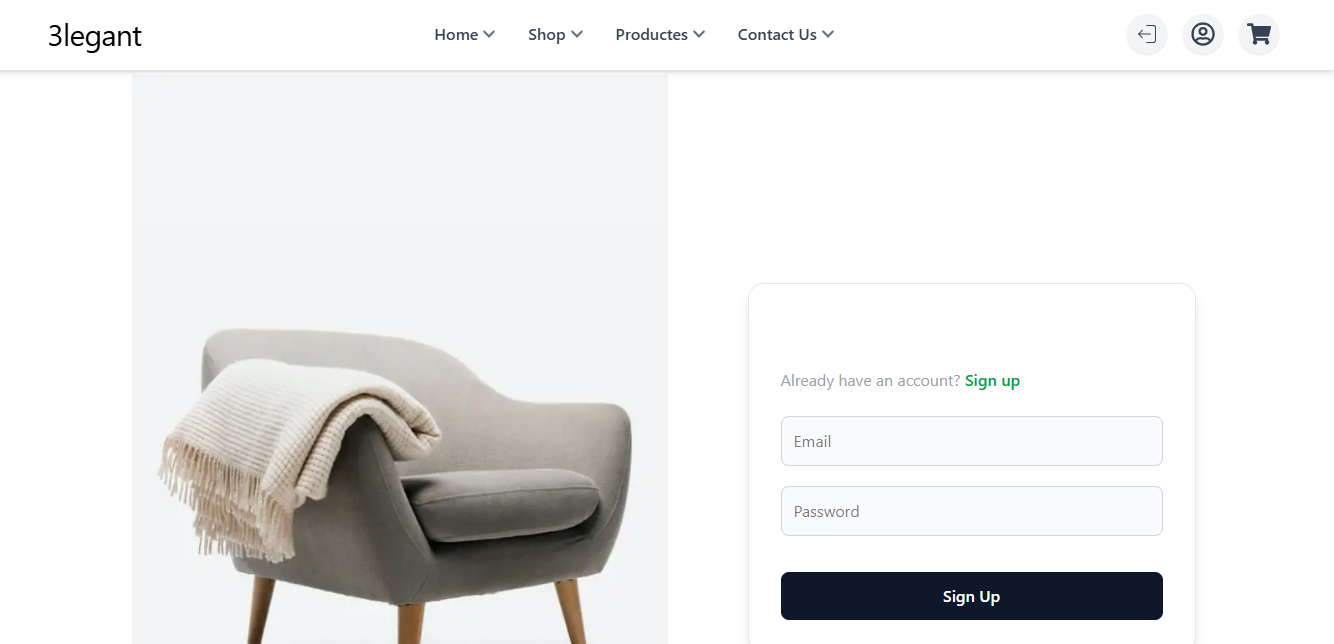 3legant
Home
Shop
Productes
Contact Us
Already have an account? Sign up
Email
Password
Sign Up